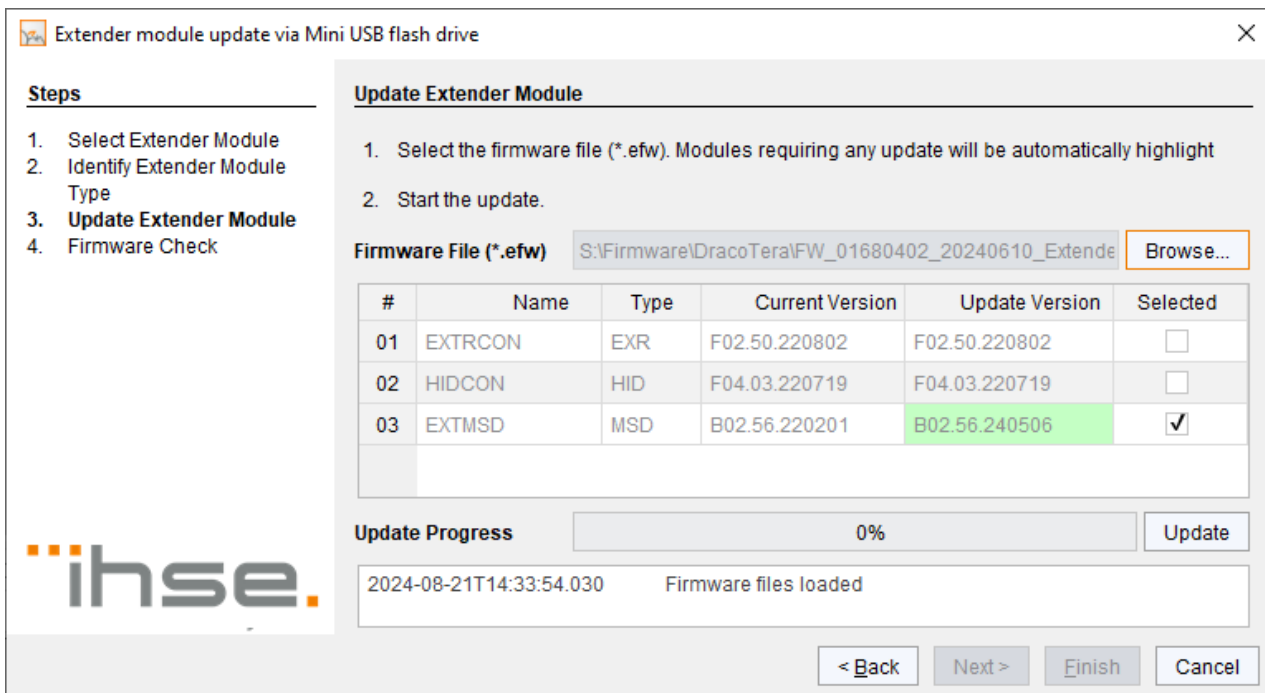 Extender module update via Mini USB flash drive
Steps
1. Select Extender Module
2. Identify Extender Module
Type
3. Update Extender Module
4. Firmware Check
ihse.
Update Extender Module
1. Select the firmware file (*.efw). Modules requiring any update will be automatically highlight
2. Start the update.
Firmware File (*.efw) S:\Firmware\DracoTera\FW_01680402_20240610_Extende Browse...
# Name Type Current Version Update Version Selected
01 EXTRCON EXR F02.50.220802 F02.50.220802
02 HIDCON HID F04.03.220719 F04.03.220719
03 EXTMSD MSD B02.56.220201 B02.56.240506
Update Progress 0% Update
2024-08-21T14:33:54.030 Firmware files loaded
< Back Next > Finish Cancel